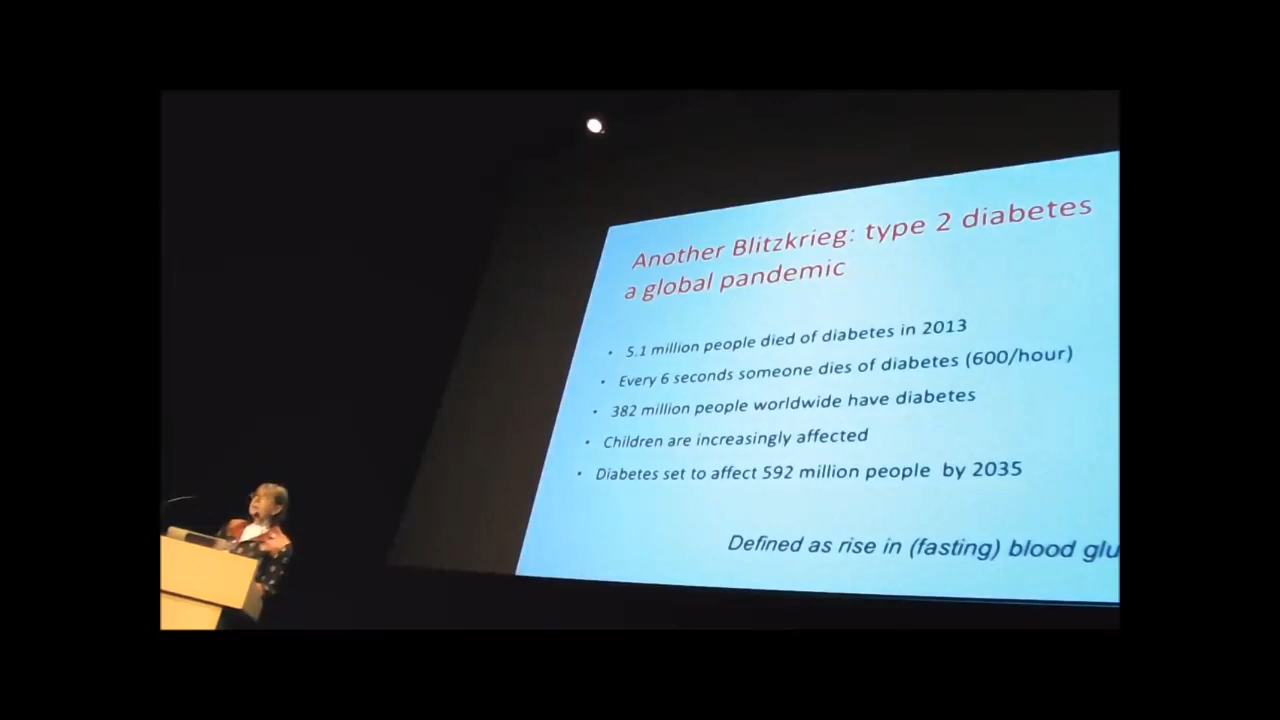 Another Blitzkrieg: type 2 diabetes
a global pandemic
• 5.1 million people died of diabetes in 2013
• Every 6 seconds someone dies of diabetes (600/hour)
• 382 million people worldwide have diabetes
• Children are increasingly affected
• Diabetes set to affect 592 million people by 2035
Defined as rise in (fasting) blood glu